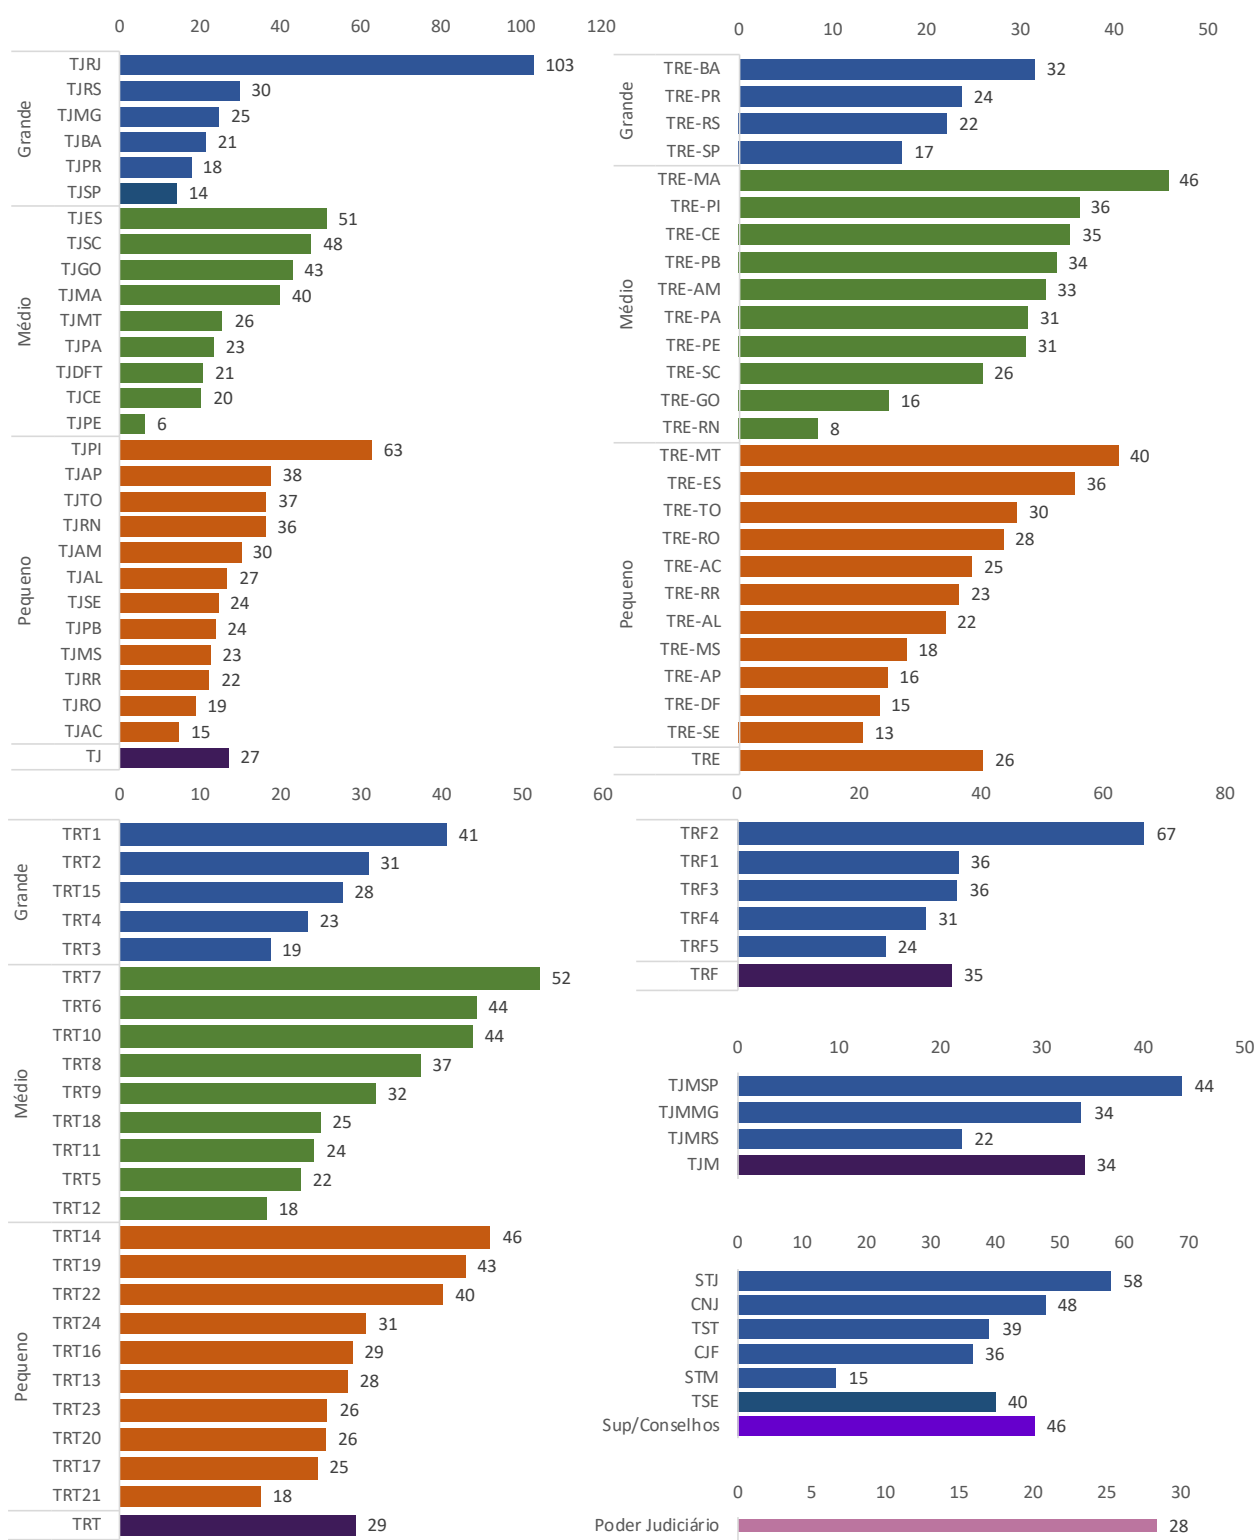 0 20 40 60 80 100 120
Grande
TJRJ 103
TJRS 30
TJMG 25
TJBA 21
TJPR 18
TJSP 14
Médio
TJES 51
TJSC 48
TJGO 43
TJMA 40
TJMT 26
TJPA 23
TJDFT 21
TJCE 20
TJPE 6
Pequeno
TJPI 63
TJAP 38
TJTO 37
TJRN 36
TJAM 30
TJAL 27
TJSE 24
TJPB 24
TJMS 23
TJRR 22
TJRO 19
TJAC 15
TJ 27
0 10 20 30 40 50
Grande
TRE-BA 32
TRE-PR 24
TRE-RS 22
TRE-SP 17
Médio
TRE-MA 46
TRE-PI 36
TRE-CE 35
TRE-PB 34
TRE-AM 33
TRE-PA 31
TRE-PE 31
TRE-SC 26
TRE-GO 16
TRE-RN 8
Pequeno
TRE-MT 40
TRE-ES 36
TRE-TO 30
TRE-RO 28
TRE-AC 25
TRE-RR 23
TRE-AL 22
TRE-MS 18
TRE-AP 16
TRE-DF 15
TRE-SE 13
TRE 26
0 10 20 30 40 50 60
Grande
TRT1 41
TRT2 31
TRT15 28
TRT4 23
TRT3 19
Médio
TRT7 52
TRT6 44
TRT10 44
TRT8 37
TRT9 32
TRT18 25
TRT11 24
TRT5 22
TRT12 18
Pequeno
TRT14 46
TRT19 43
TRT22 40
TRT24 31
TRT16 29
TRT13 28
TRT23 26
TRT20 26
TRT17 25
TRT21 18
TRT 29
0 20 40 60 80
TRF2 67
TRF1 36
TRF3 36
TRF4 31
TRF5 24
TRF 35
0 10 20 30 40 50
TJMSP 44
TJMMG 34
TJMRS 22
TJM 34
0 10 20 30 40 50 60 70
STJ 58
CNJ 48
TST 39
CJF 36
STM 15
TSE 40
Sup/Conselhos 46
0 5 10 15 20 25 30
Poder Judiciário 28